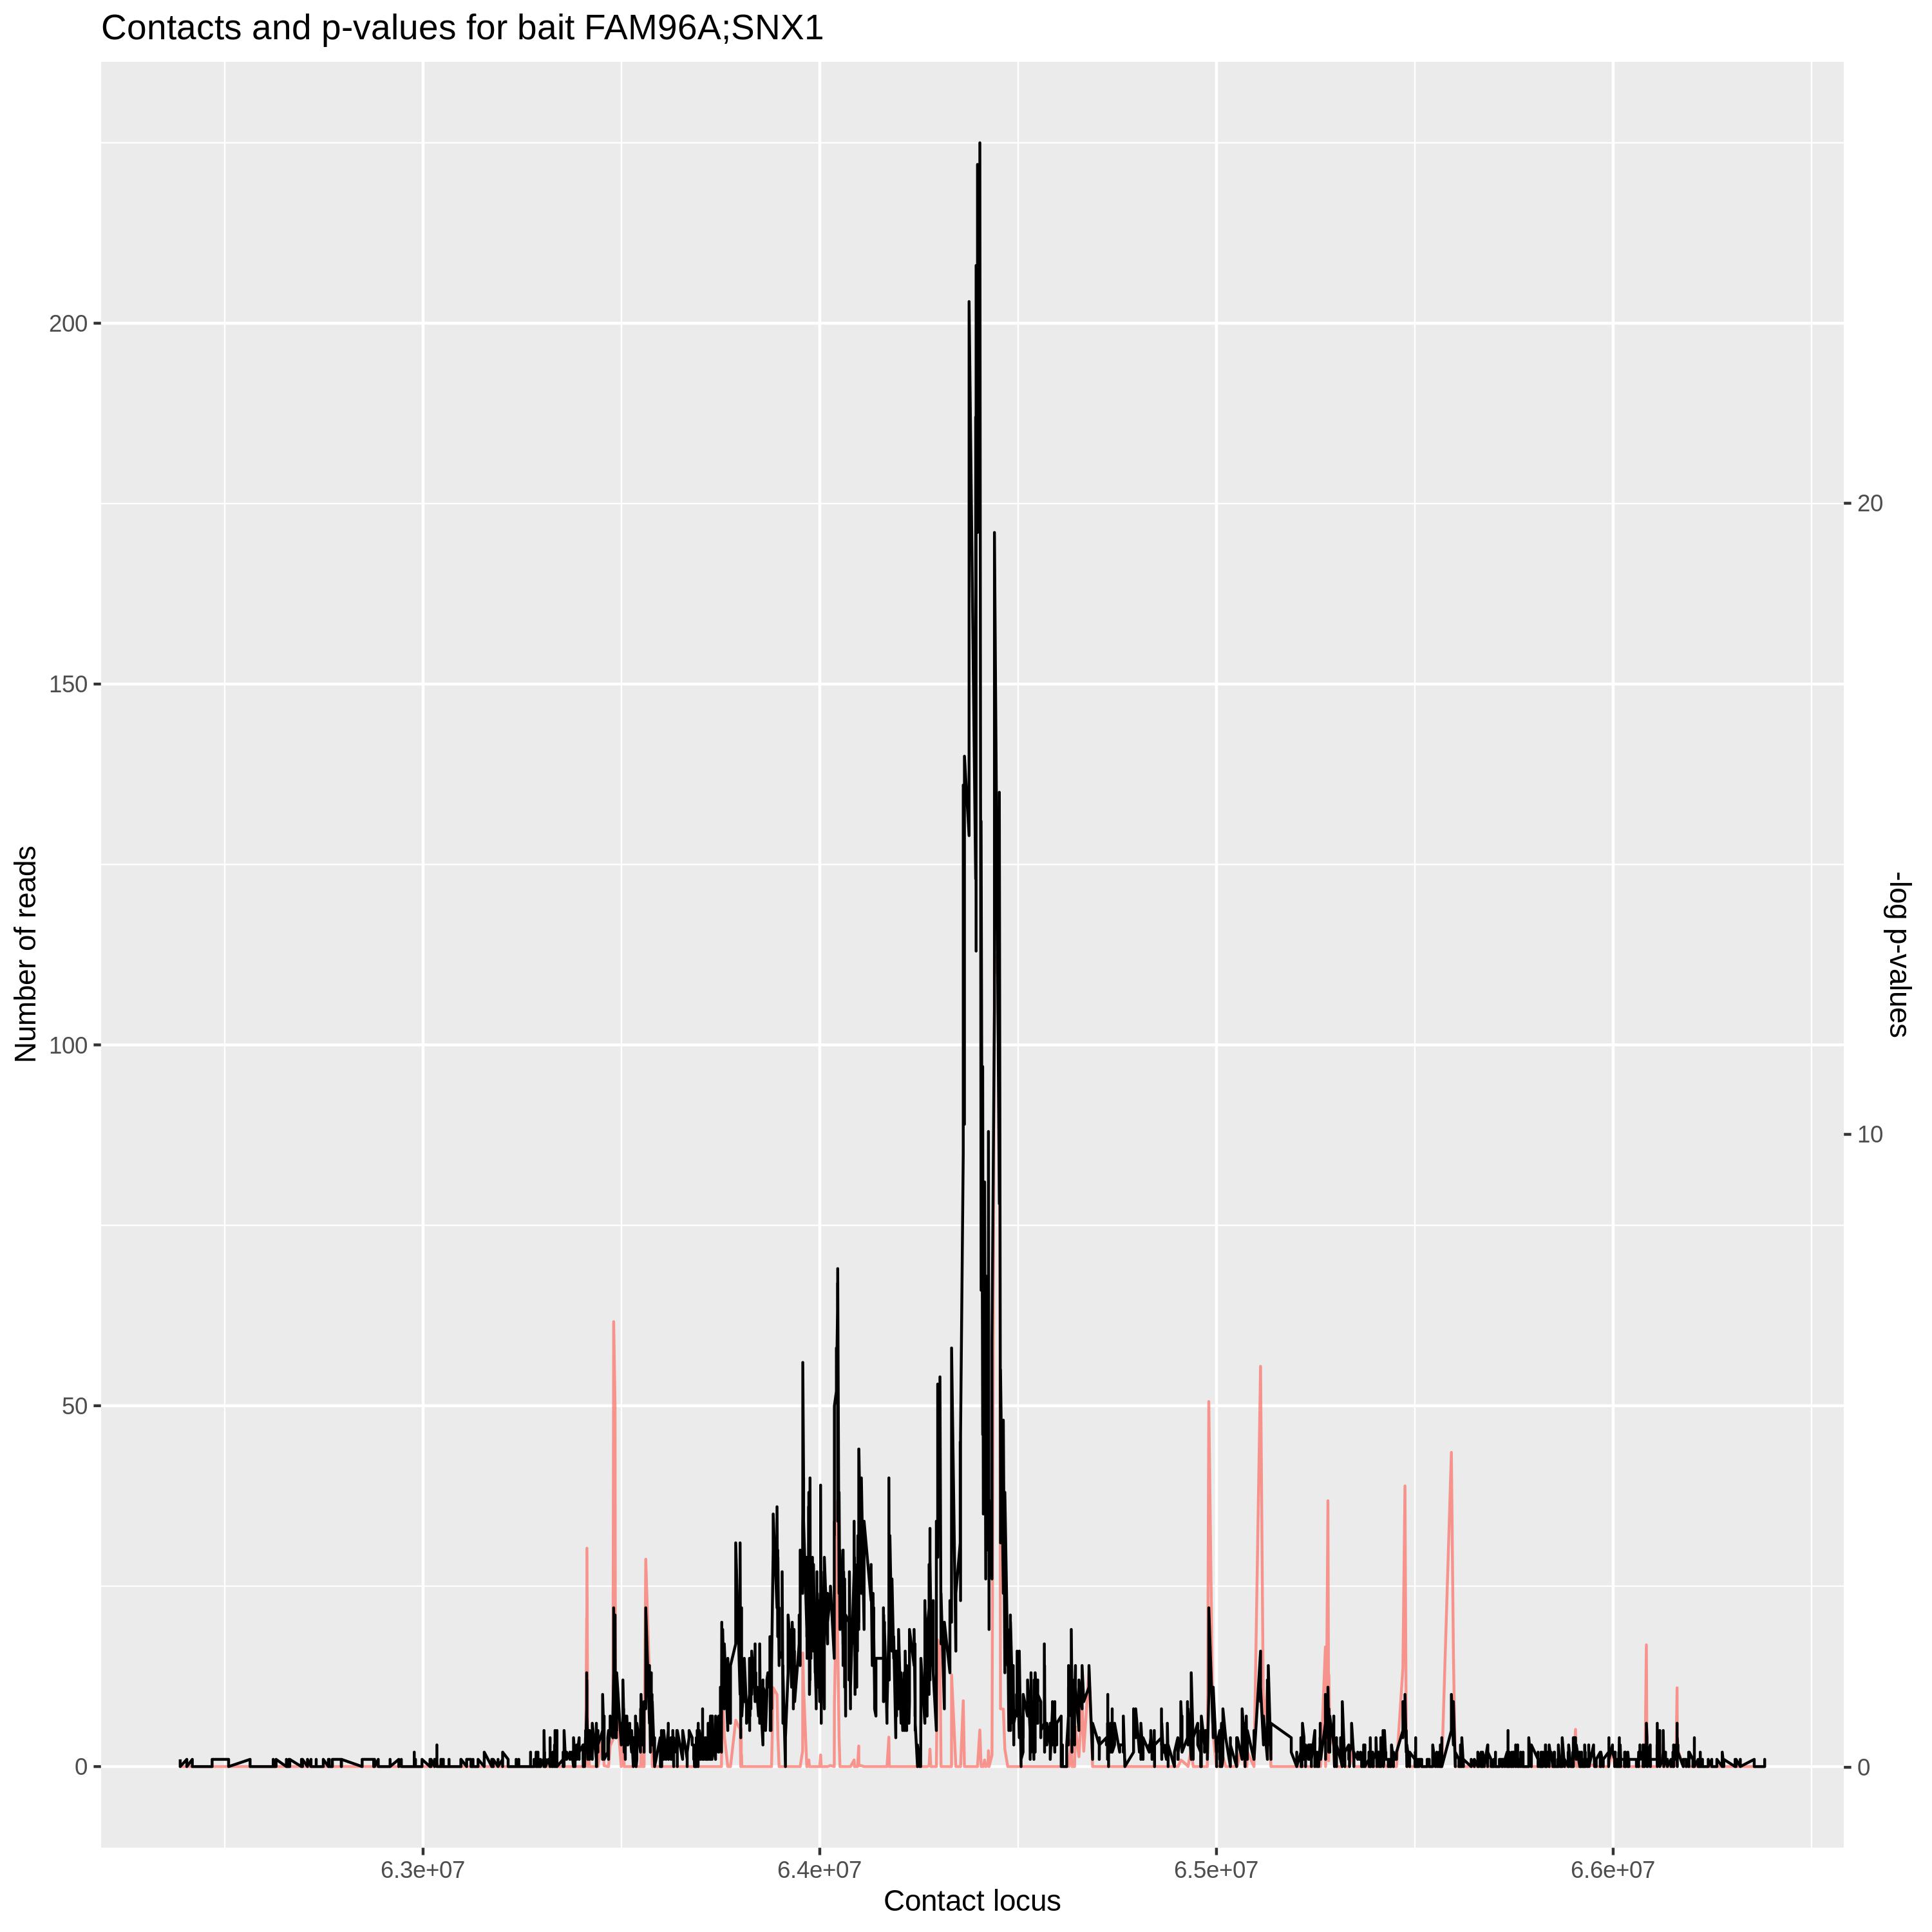 Contacts and p-values for bait FAM96A;SNX1
Number of reads
200
150
100
50
0
20
10
0
-log p-values
6.3e+07 6.4e+07 6.5e+07 6.6e+07
Contact locus